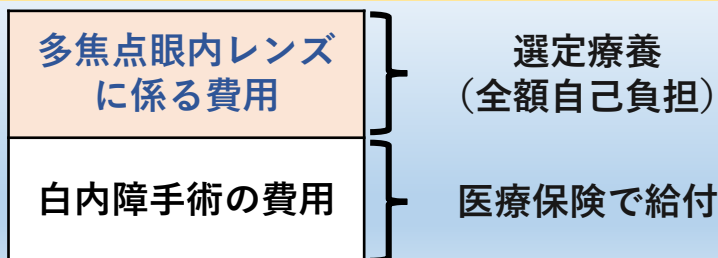 多焦点眼内レンズ
に係る費用
選定療養
（全額自己負担）
白内障手術の費用
医療保険で給付